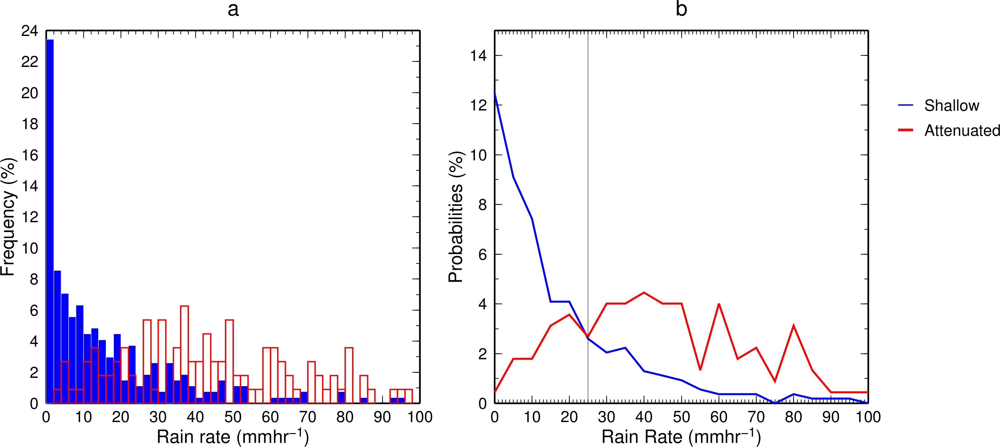 a
24
22
20
18
16
14
12
10
8
6
4
2
0
Frequency (%)
0 10 20 30 40 50 60 70 80 90 100
Rain rate (mmhr⁻¹)
b
14
12
10
8
6
4
2
0
Probabilities (%)
0 10 20 30 40 50 60 70 80 90 100
Rain Rate (mmhr⁻¹)
Shallow
Attenuated